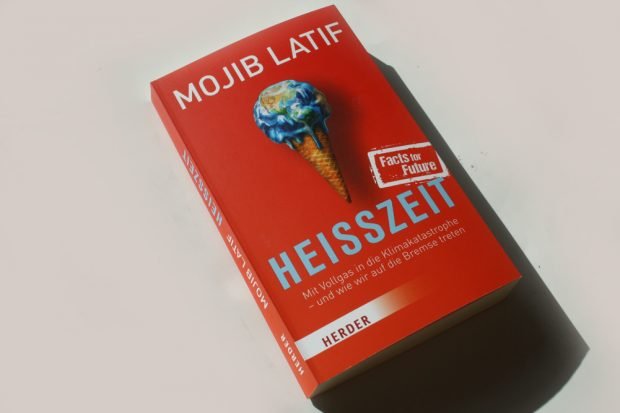 MOJIB LATIF
Facts for
Future
HEISSZEIT
Mit Vollgas in die Klimakatastrophe
– und wie wir auf die Bremse treten
HERDER
MOJIB LATIF HEISSZEIT
HERDER